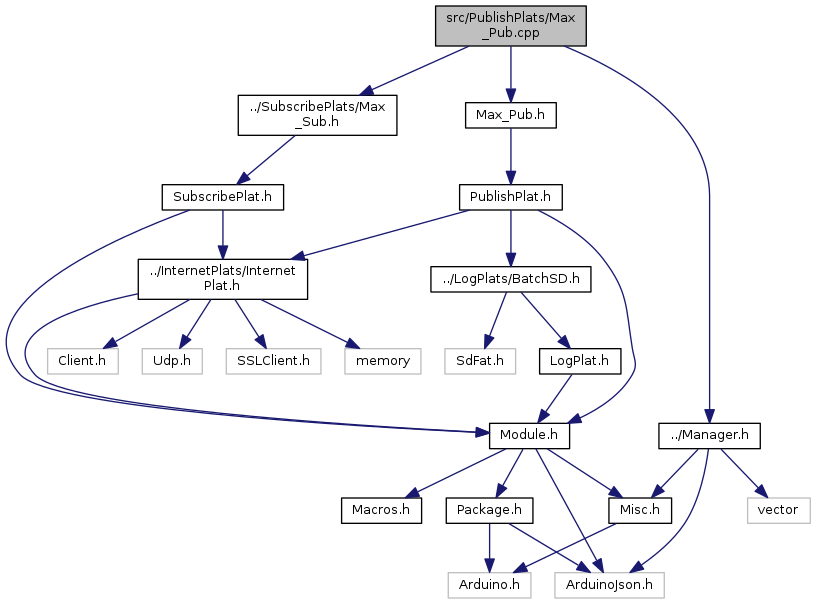 src/PublishPlats/Max
_Pub.cpp
../SubscribePlats/Max
_Sub.h
Max_Pub.h
SubscribePlat.h
PublishPlat.h
../InternetPlats/Internet
Plat.h
../LogPlats/BatchSD.h
Client.h
Udp.h
SSLClient.h
memory
SdFat.h
LogPlat.h
Module.h
../Manager.h
Macros.h
Package.h
Misc.h
vector
Arduino.h
ArduinoJson.h